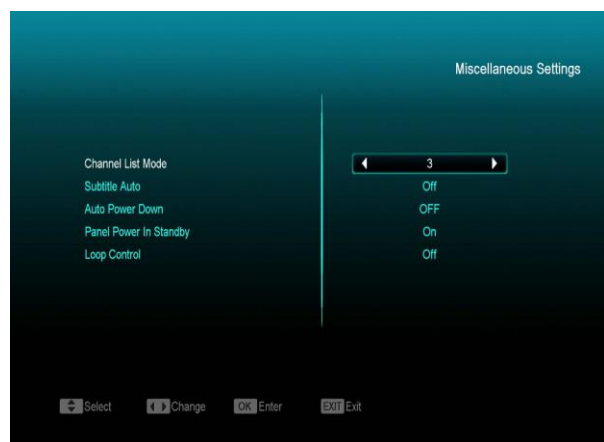 Miscellaneous Settings
Channel List Mode 3
Subtitle Auto Off
Auto Power Down OFF
Panel Power In Standby On
Loop Control Off
Select Change OK Enter EXIT Exit